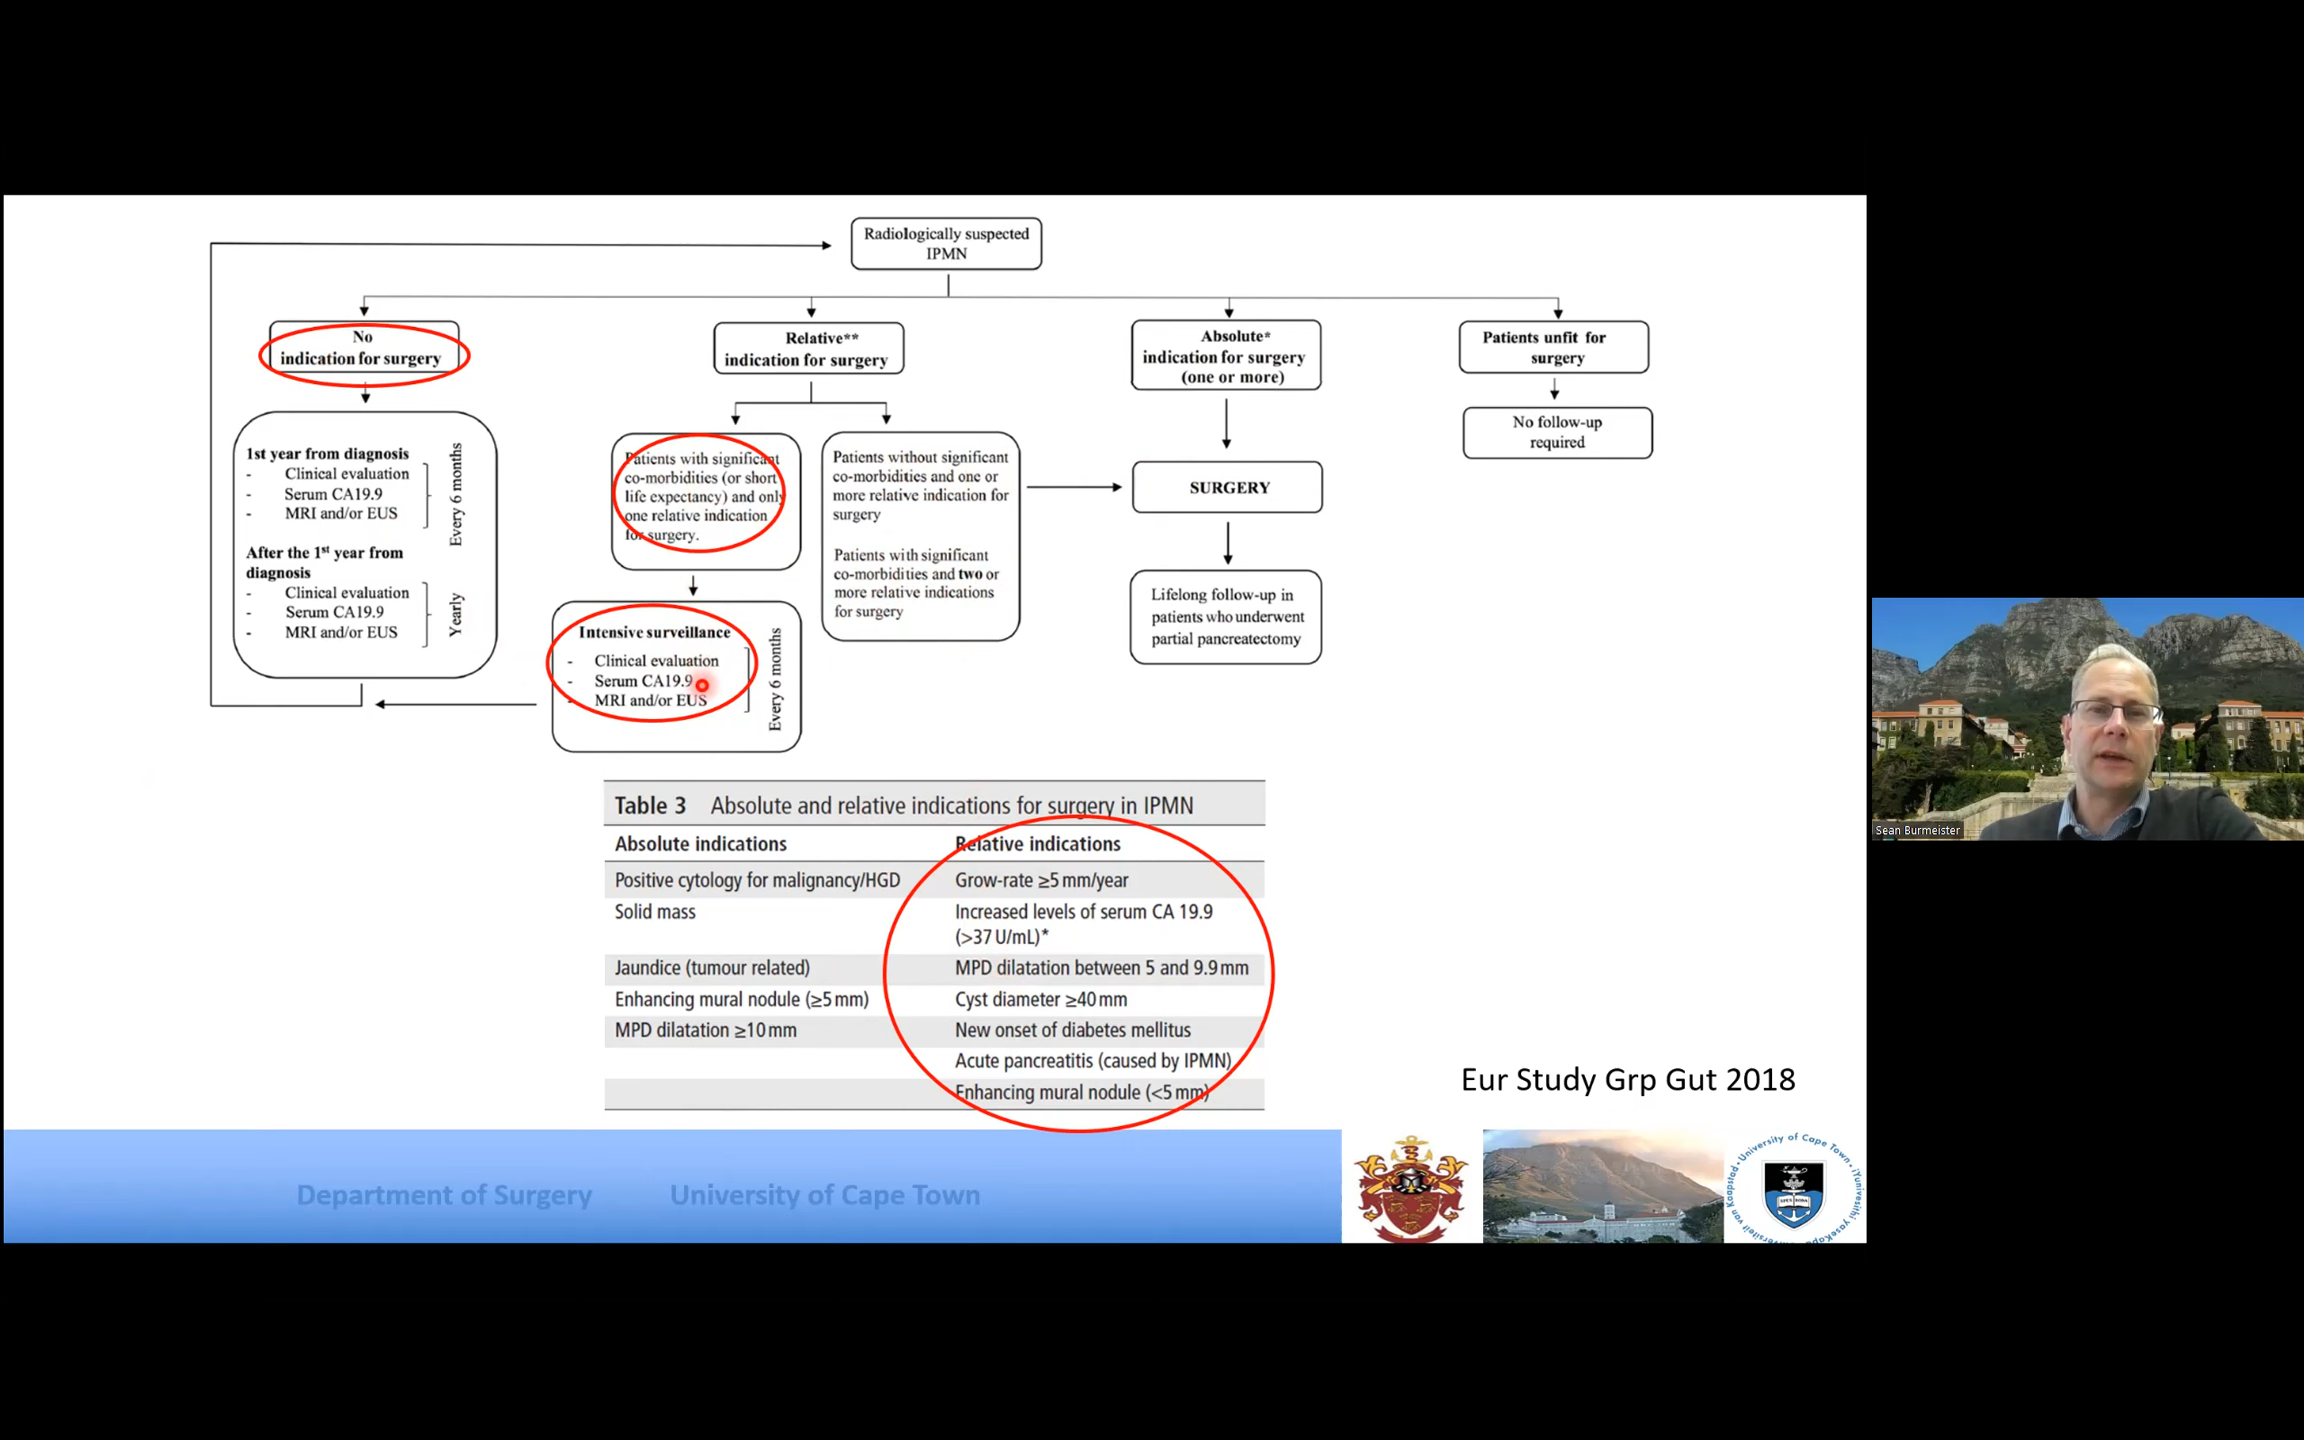 Radiologically suspected
IPMN
No
indication for surgery
Relative**
indication for surgery
Absolute*
indication for surgery
(one or more)
Patients unfit for
surgery
1st year from diagnosis
- Clinical evaluation
- Serum CA19.9
- MRI and/or EUS
Every 6 months
After the 1st year from
diagnosis
- Clinical evaluation
- Serum CA19.9
- MRI and/or EUS
Yearly
Patients with significant
co-morbidities (or short
life expectancy) and only
one relative indication
for surgery.
Patients without significant
co-morbidities and one or
more relative indication for
surgery
Patients with significant
co-morbidities and two or
more relative indications
for surgery
SURGERY
No follow-up
required
Intensive surveillance
- Clinical evaluation
- Serum CA19.9
- MRI and/or EUS
Every 6 months
Lifelong follow-up in
patients who underwent
partial pancreatectomy
Table 3 Absolute and relative indications for surgery in IPMN
Absolute indications Relative indications
Positive cytology for malignancy/HGD Grow-rate ≥5 mm/year
Solid mass Increased levels of serum CA 19.9
(>37 U/mL)*
Jaundice (tumour related) MPD dilatation between 5 and 9.9 mm
Enhancing mural nodule (≥5 mm) Cyst diameter ≥40 mm
MPD dilatation ≥10 mm New onset of diabetes mellitus
Acute pancreatitis (caused by IPMN)
Enhancing mural nodule (<5 mm)
Eur Study Grp Gut 2018
Department of Surgery University of Cape Town
University of Cape Town
Sean Burmeister